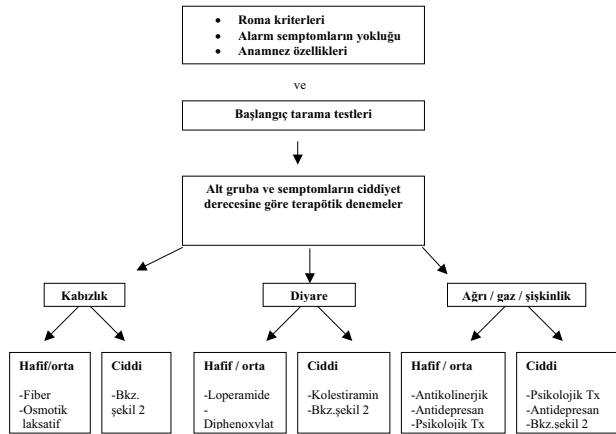 • Roma kriterleri
• Alarm semptomların yokluğu
• Anamnez özellikleri
ve
Başlangıç tarama testleri
Alt gruba ve semptomların ciddiyet
derecesine göre terapötik denemeler
Kabızlık
Diyare
Ağrı / gaz / şişkinlik
Hafif/orta
-Fiber
-Osmotik
laksatif
Ciddi
-Bkz.
şekil 2
Hafif / orta
-Loperamide
-
Diphenoxylat
Ciddi
-Kolestiramin
-Bkz.şekil 2
Hafif / orta
-Antikolinerjik
-Antidepresan
-Psikolojik Tx
Ciddi
-Psikolojik Tx
-Antidepresan
-Bkz.şekil 2